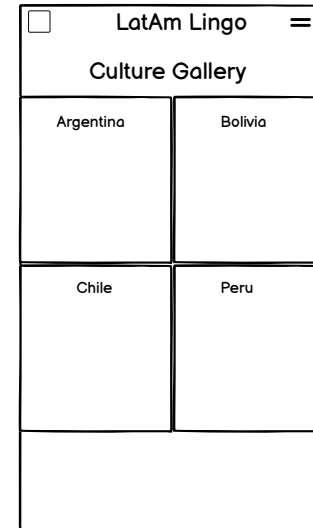 LatAm Lingo
Culture Gallery
Argentina
Bolivia
Chile
Peru